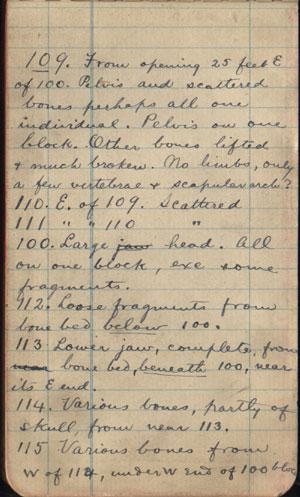 109. From opening 25 feet E
of 100. Pelvis and scattered
bones perhaps all one
individual. Pelvis on one
block. Other bones lifted
& much broken. No limbs, only
a few vertebrae & scapular arch?
110. E. of 109. Scattered
111 " " 110 "
100. Large jaw head. All
on one block, exc some
fragments.
112. Loose fragments from
bone bed below 100.
113 Lower jaw, complete, from
near bone bed, beneath 100, near
its E end.
114. Various bones, partly of
skull, from near 113.
115 Various bones from
W of 114, under W end of 100 bloc